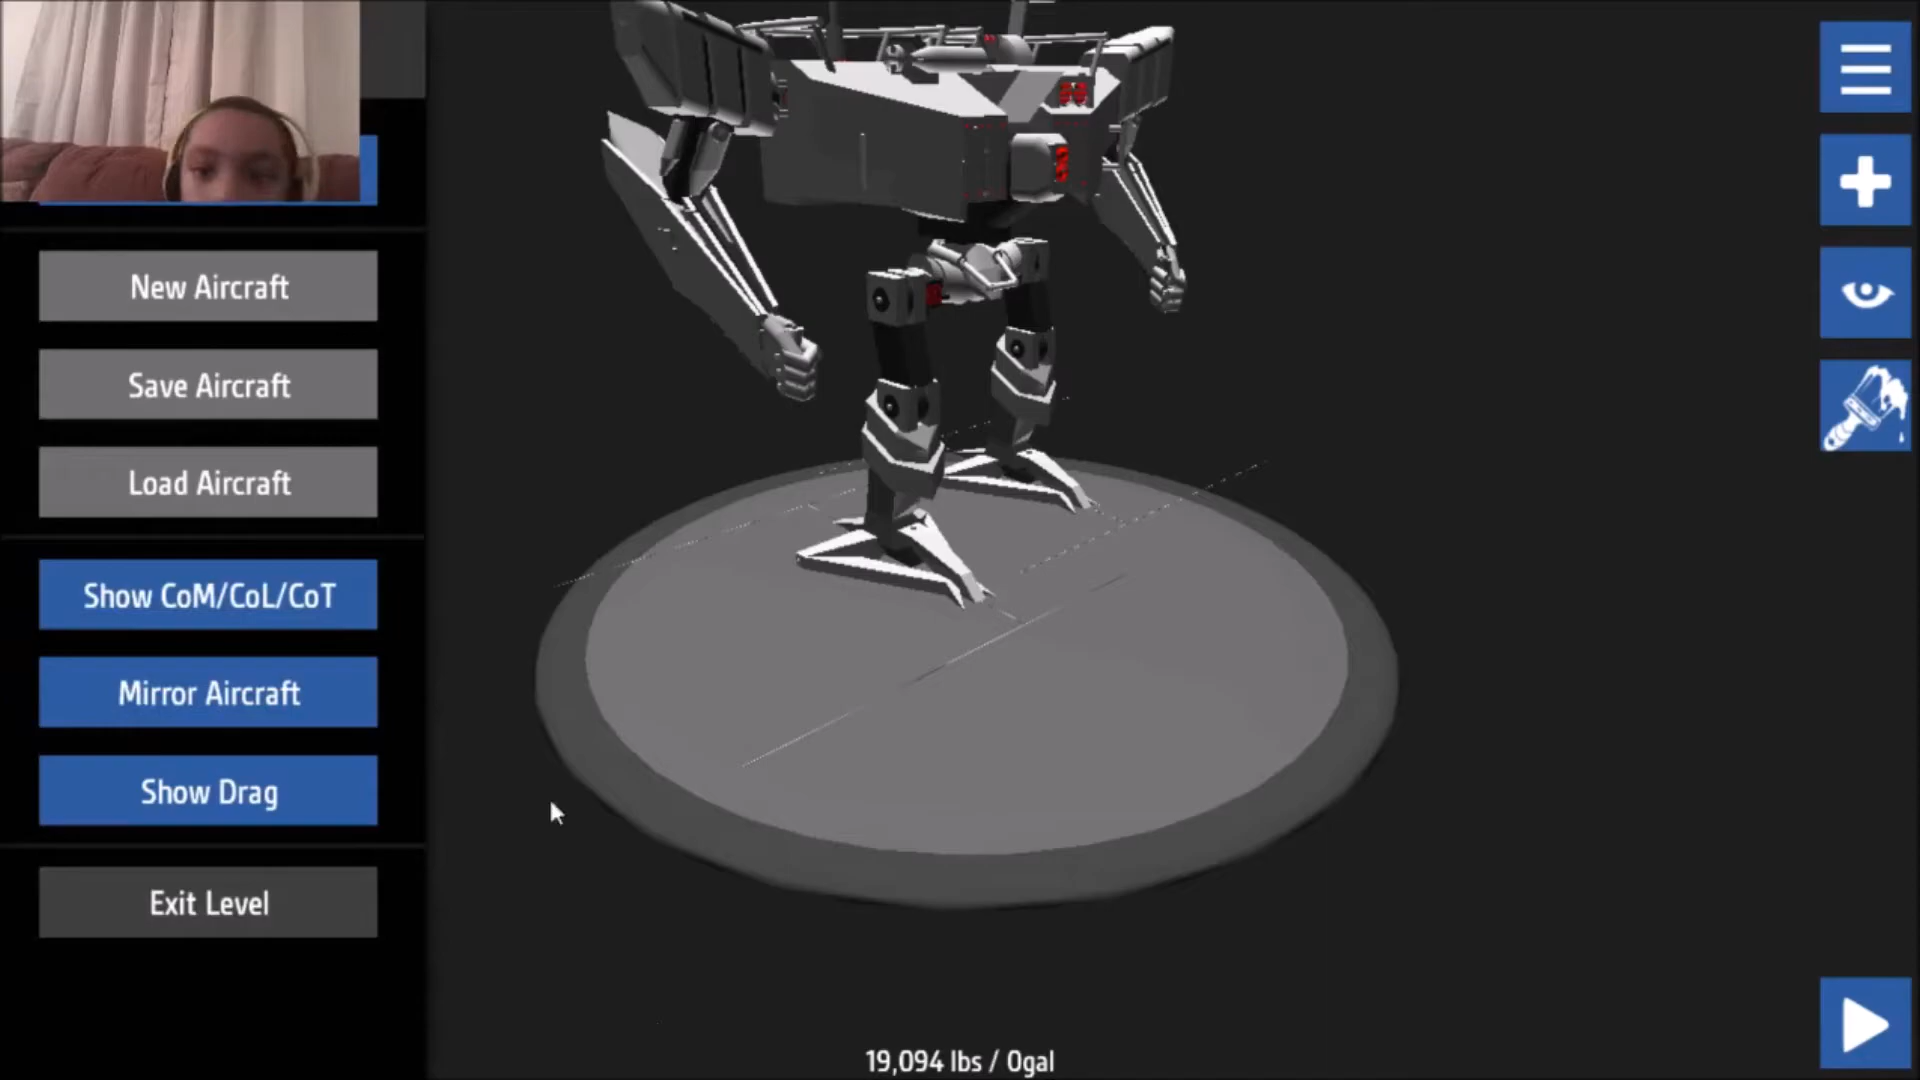 New Aircraft
Save Aircraft
Load Aircraft
Show CoM/CoL/CoT
Mirror Aircraft
Show Drag
Exit Level
19,094 lbs / 0gal